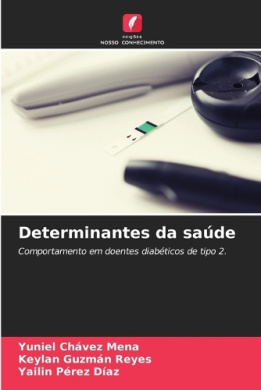 edições
NOSSO CONHECIMENTO
Determinantes da saúde
Comportamento em doentes diabéticos de tipo 2.
Yuniel Chávez Mena
Keylan Guzmán Reyes
Yailin Pérez Díaz